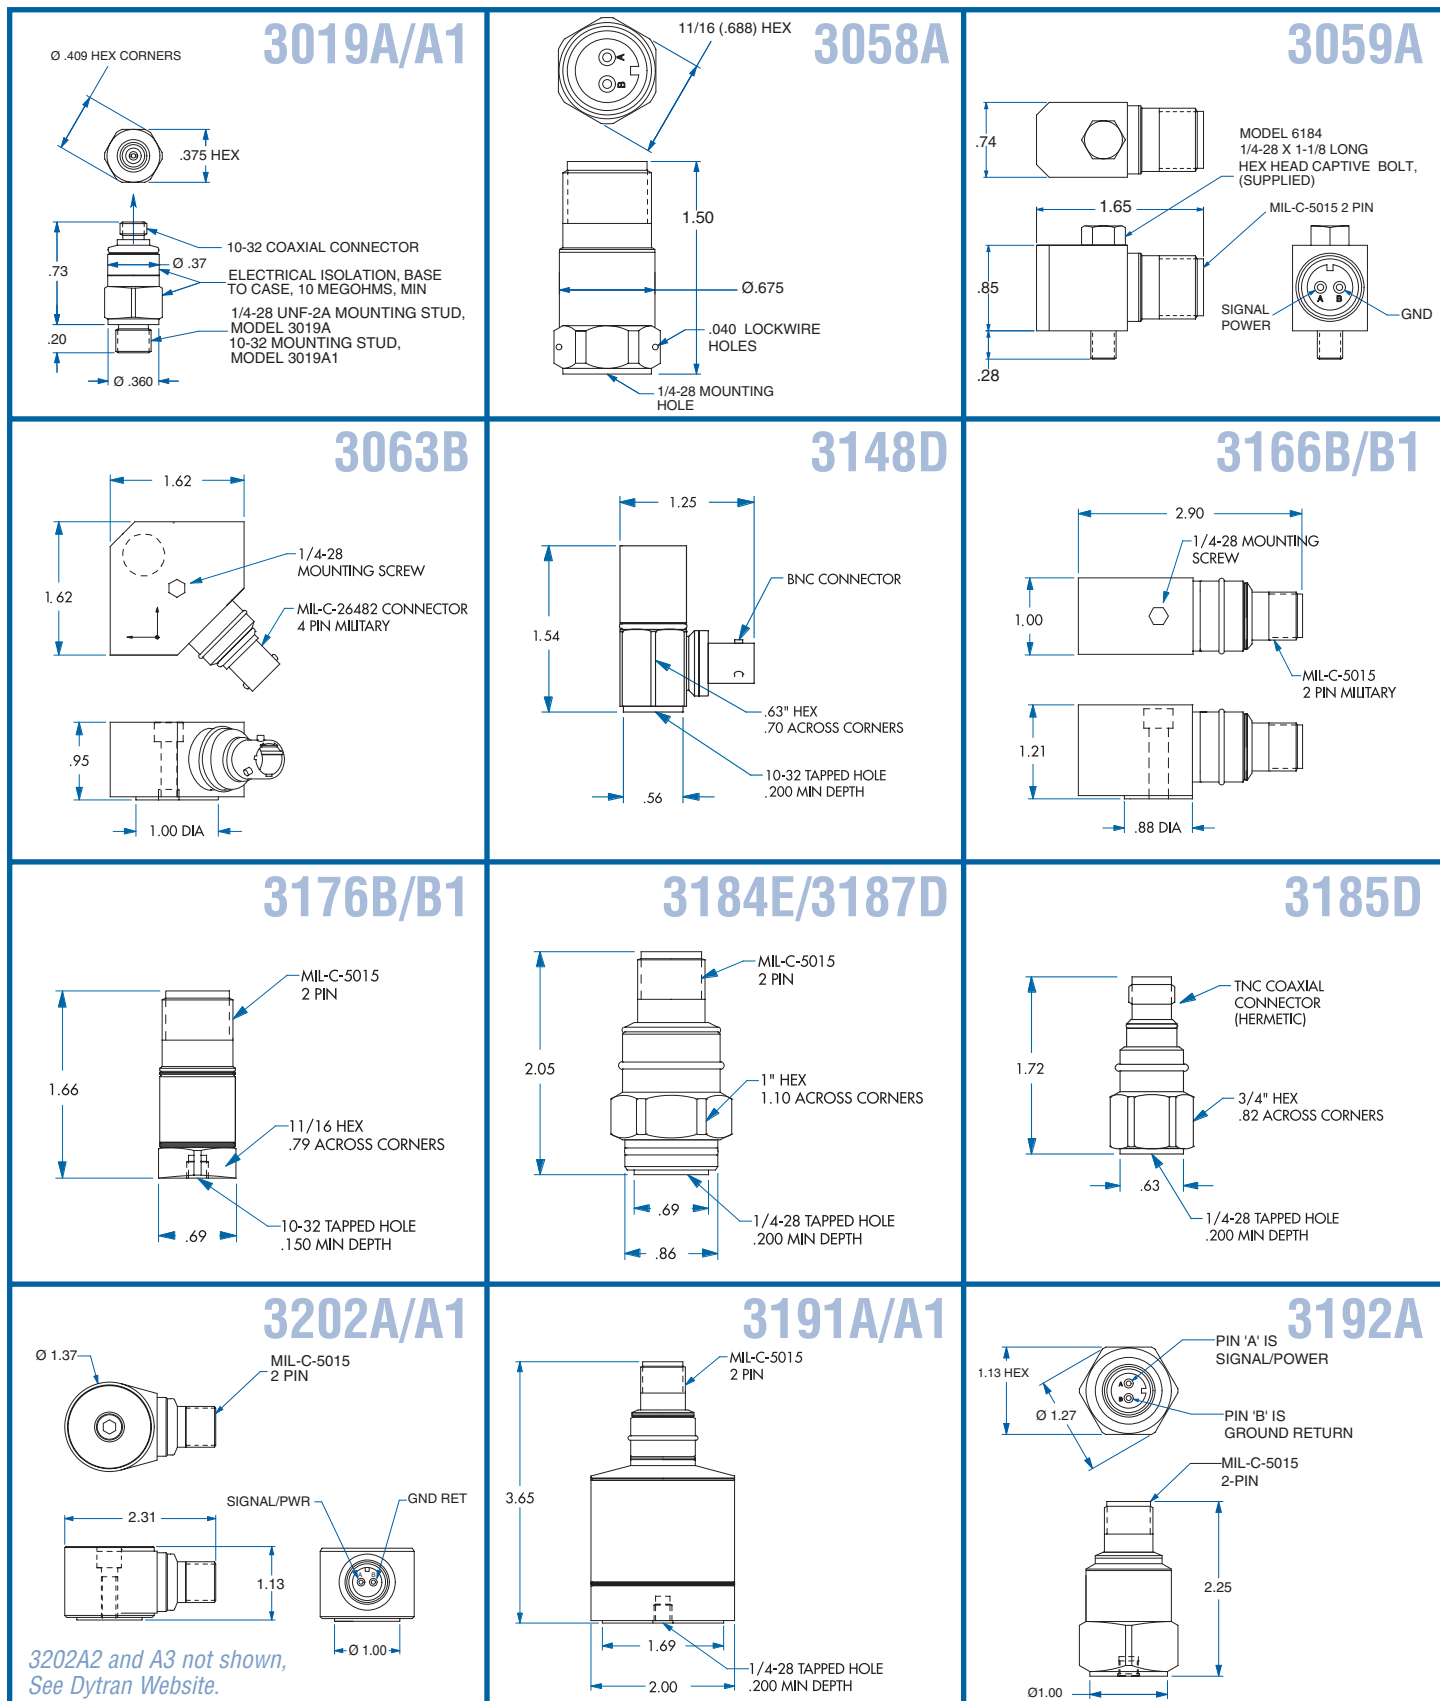 3019A/A1
Ø .409 HEX CORNERS
.375 HEX
10-32 COAXIAL CONNECTOR
Ø .37
.73
ELECTRICAL ISOLATION, BASE
TO CASE, 10 MEGOHMS, MIN
1/4-28 UNF-2A MOUNTING STUD,
MODEL 3019A
.20
10-32 MOUNTING STUD,
MODEL 3019A1
Ø .360
3058A
11/16 (.688) HEX
A
B
1.50
Ø.675
.040 LOCKWIRE
HOLES
1/4-28 MOUNTING
HOLE
3059A
.74
MODEL 6184
1/4-28 X 1-1/8 LONG
HEX HEAD CAPTIVE BOLT,
(SUPPLIED)
1.65
MIL-C-5015 2 PIN
.85
A B
SIGNAL
POWER
GND
.28
3063B
1.62
1/4-28
MOUNTING SCREW
1.62
MIL-C-26482 CONNECTOR
4 PIN MILITARY
.95
1.00 DIA
3148D
1.25
BNC CONNECTOR
1.54
.63" HEX
.70 ACROSS CORNERS
10-32 TAPPED HOLE
.200 MIN DEPTH
.56
3166B/B1
2.90
1/4-28 MOUNTING
SCREW
1.00
MIL-C-5015
2 PIN MILITARY
1.21
.88 DIA
3176B/B1
MIL-C-5015
2 PIN
1.66
11/16 HEX
.79 ACROSS CORNERS
10-32 TAPPED HOLE
.150 MIN DEPTH
.69
3184E/3187D
MIL-C-5015
2 PIN
2.05
1" HEX
1.10 ACROSS CORNERS
.69
1/4-28 TAPPED HOLE
.200 MIN DEPTH
.86
3185D
TNC COAXIAL
CONNECTOR
(HERMETIC)
1.72
3/4" HEX
.82 ACROSS CORNERS
.63
1/4-28 TAPPED HOLE
.200 MIN DEPTH
3202A/A1
Ø 1.37
MIL-C-5015
2 PIN
SIGNAL/PWR
GND RET
2.31
1.13
A B
Ø 1.00
3202A2 and A3 not shown,
See Dytran Website.
3191A/A1
MIL-C-5015
2 PIN
3.65
1.69
1/4-28 TAPPED HOLE
.200 MIN DEPTH
2.00
3192A
PIN 'A' IS
SIGNAL/POWER
1.13 HEX
A
B
Ø 1.27
PIN 'B' IS
GROUND RETURN
MIL-C-5015
2-PIN
2.25
Ø1.00